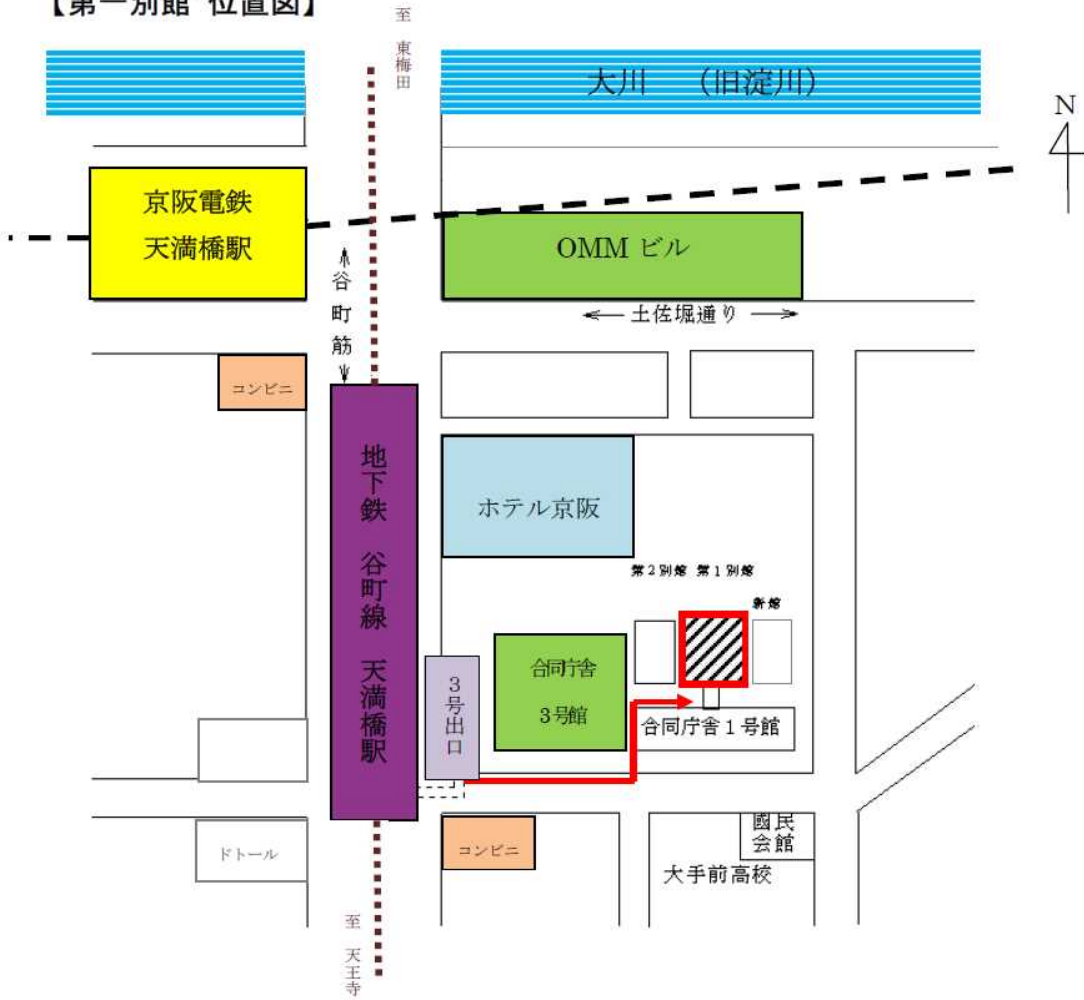 【第一別館 位置図】
至 東梅田
大川 （旧淀川）
N
京阪電鉄
天満橋駅
OMM ビル
谷町筋
土佐堀通り
コンビニ
地下鉄 谷町線 天満橋駅
ホテル京阪
第２別館 第１別館
新館
３号出口
合同庁舎
３号館
合同庁舎１号館
ドトール
コンビニ
國民
会館
大手前高校
至 天王寺